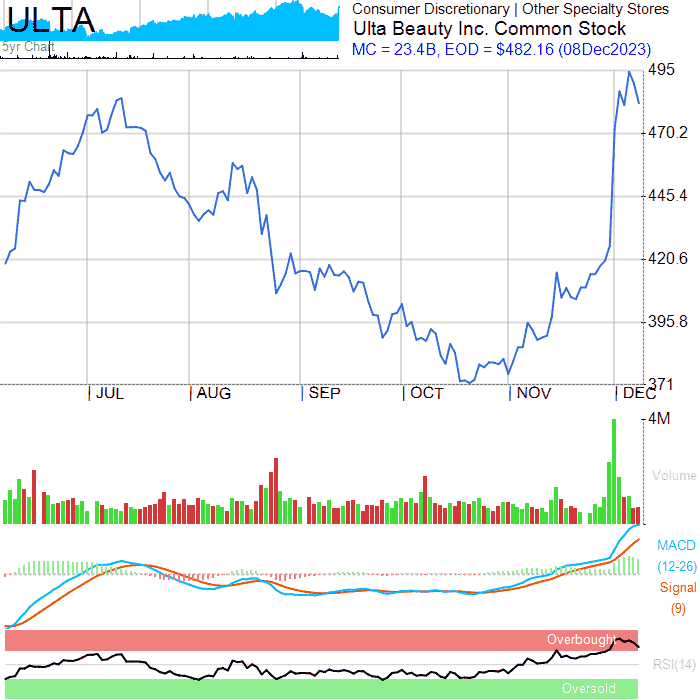 ULTA
5yr Chart
Consumer Discretionary | Other Specialty Stores
Ulta Beauty Inc. Common Stock
MC = 23.4B, EOD = $482.16 (08Dec2023)
495
470.2
445.4
420.6
395.8
371
JUL AUG SEP OCT NOV DEC
4M
Volume
MACD
(12-26)
Signal
(9)
Overbought
RSI(14)
Oversold